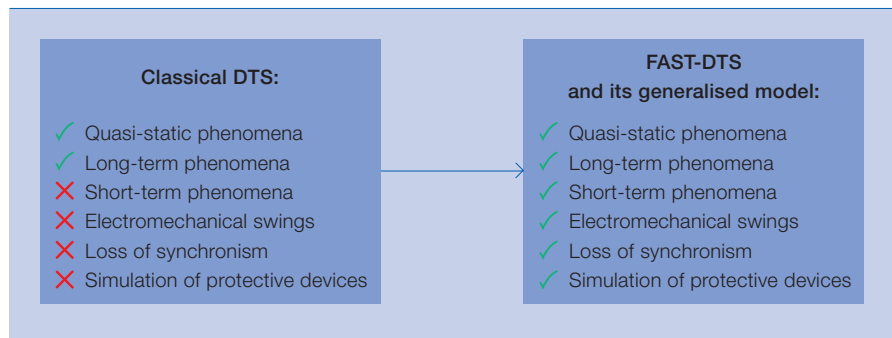 Classical DTS:
Quasi-static phenomena
Long-term phenomena
Short-term phenomena
Electromechanical swings
Loss of synchronism
Simulation of protective devices
FAST-DTS
and its generalised model:
Quasi-static phenomena
Long-term phenomena
Short-term phenomena
Electromechanical swings
Loss of synchronism
Simulation of protective devices